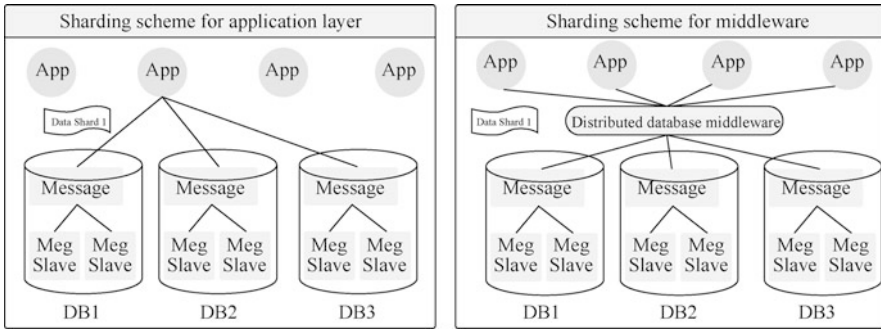 Sharding scheme for application layer
App App App App
Data Shard 1
Message Message Message
Meg Meg Meg Meg Meg Meg
Slave Slave Slave Slave Slave Slave
DB1 DB2 DB3
Sharding scheme for middleware
App App App App
Data Shard 1
Distributed database middleware
Message Message Message
Meg Meg Meg Meg Meg Meg
Slave Slave Slave Slave Slave Slave
DB1 DB2 DB3